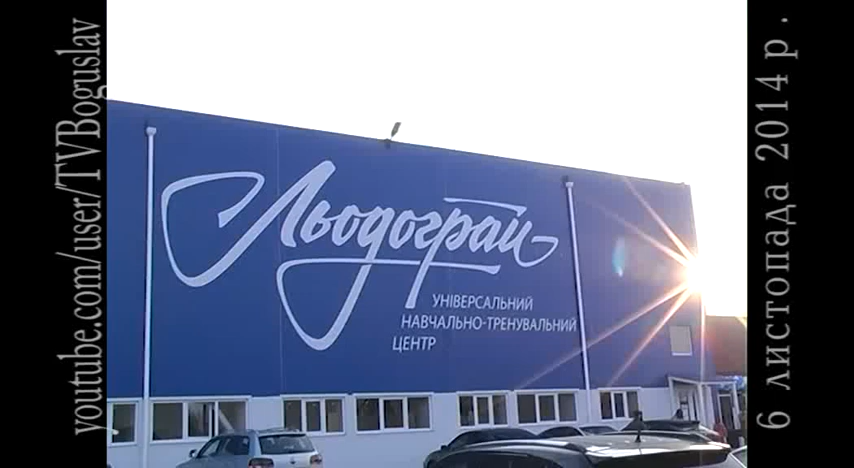 youtube.com/user/TVBoguslav
Льодограй
УНІВЕРСАЛЬНИЙ
НАВЧАЛЬНО-ТРЕНУВАЛЬНИЙ
ЦЕНТР
6 листопада 2014 р.